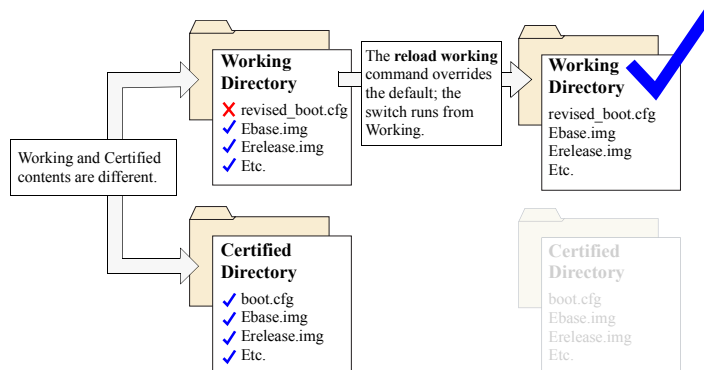 Working and Certified
contents are different.
Working
Directory
revised_boot.cfg
Ebase.img
Erelease.img
Etc.
Certified
Directory
boot.cfg
Ebase.img
Erelease.img
Etc.
The reload working
command overrides
the default; the
switch runs from
Working.
Working
Directory
revised_boot.cfg
Ebase.img
Erelease.img
Etc.
Certified
Directory
boot.cfg
Ebase.img
Erelease.img
Etc.